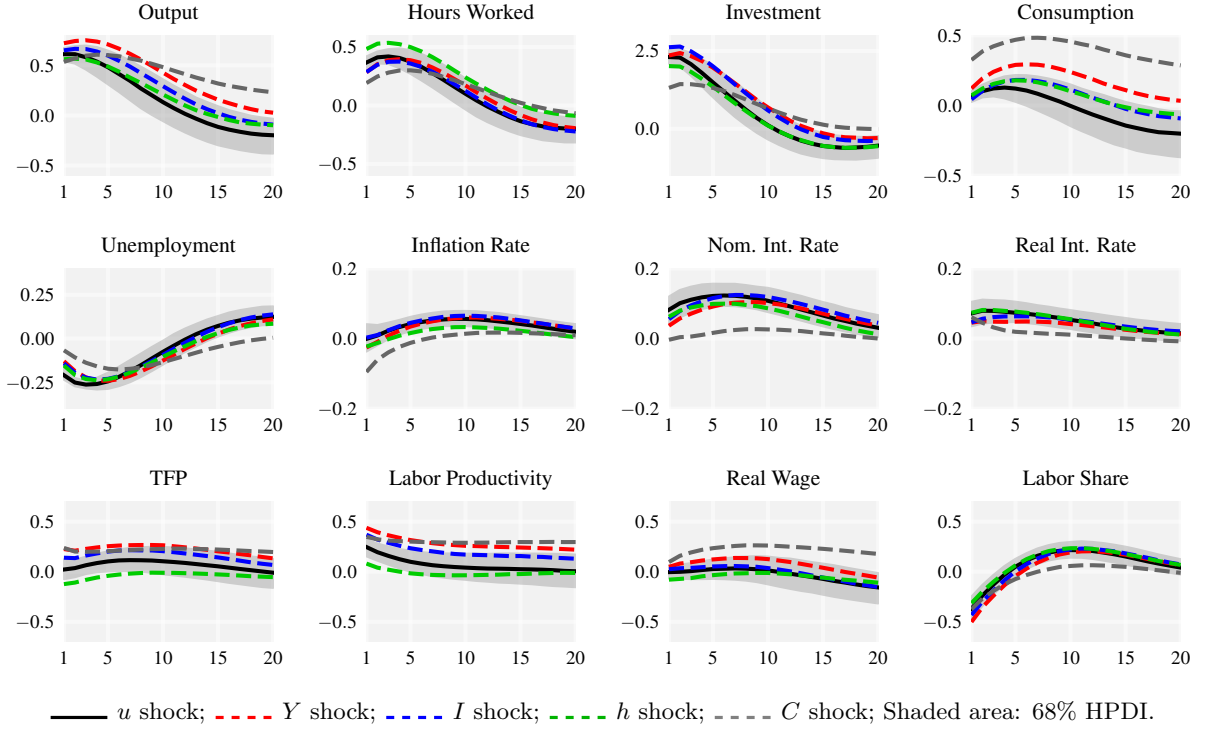 Output Hours Worked Investment Consumption
0.5 0.0 −0.5 1 5 10 15 20
0.5 0.0 −0.5 1 5 10 15 20
2.5 0.0 1 5 10 15 20
0.5 0.0 −0.5 1 5 10 15 20
Unemployment Inflation Rate Nom. Int. Rate Real Int. Rate
0.25 0.00 −0.25 1 5 10 15 20
0.2 0.0 −0.2 1 5 10 15 20
0.2 0.0 −0.2 1 5 10 15 20
0.2 0.0 −0.2 1 5 10 15 20
TFP Labor Productivity Real Wage Labor Share
0.5 0.0 −0.5 1 5 10 15 20
0.5 0.0 −0.5 1 5 10 15 20
0.5 0.0 −0.5 1 5 10 15 20
0.5 0.0 −0.5 1 5 10 15 20
u shock; Y shock; I shock; h shock; C shock; Shaded area: 68% HPDI.